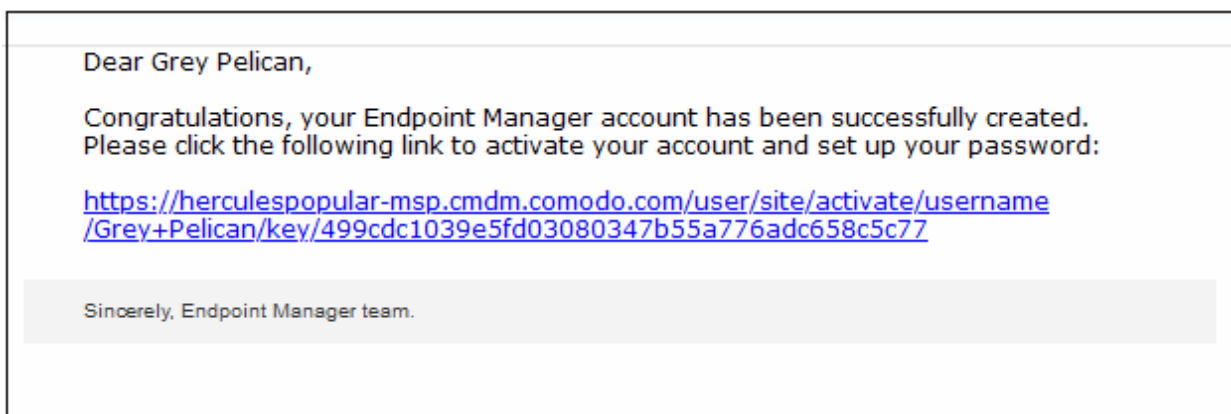 Dear Grey Pelican,
Congratulations, your Endpoint Manager account has been successfully created.
Please click the following link to activate your account and set up your password:
https://herculespopular-msp.cmdm.comodo.com/user/site/activate/username
/Grey+Pelican/key/499cdc1039e5fd03080347b55a776adc658c5c77
Sincerely, Endpoint Manager team.